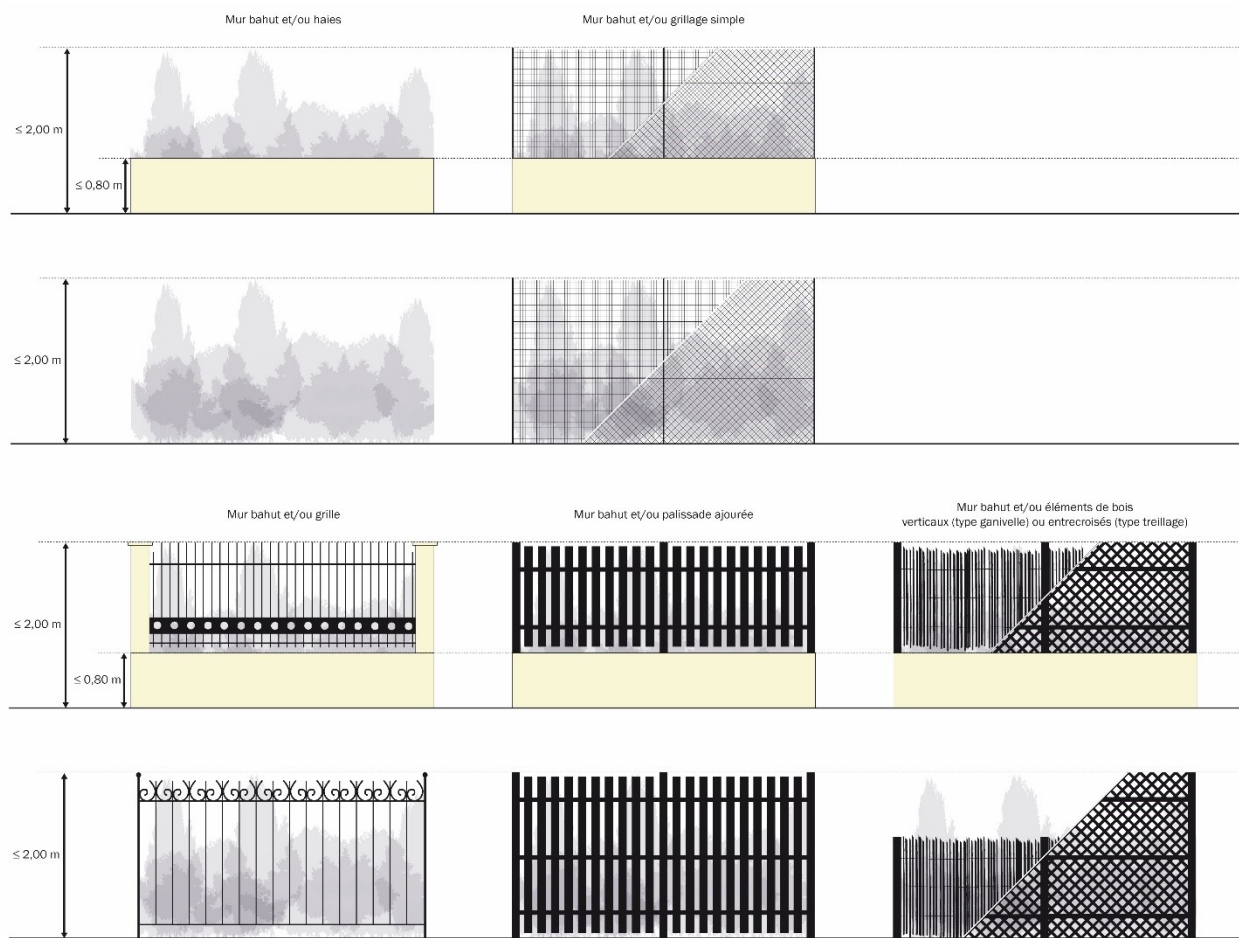 Mur bahut et/ou haies
Mur bahut et/ou grillage simple
≤ 2,00 m
≤ 0,80 m
≤ 2,00 m
Mur bahut et/ou grille
Mur bahut et/ou palissade ajourée
Mur bahut et/ou éléments de bois
verticaux (type ganivelle) ou entrecroisés (type treillage)
≤ 2,00 m
≤ 0,80 m
≤ 2,00 m